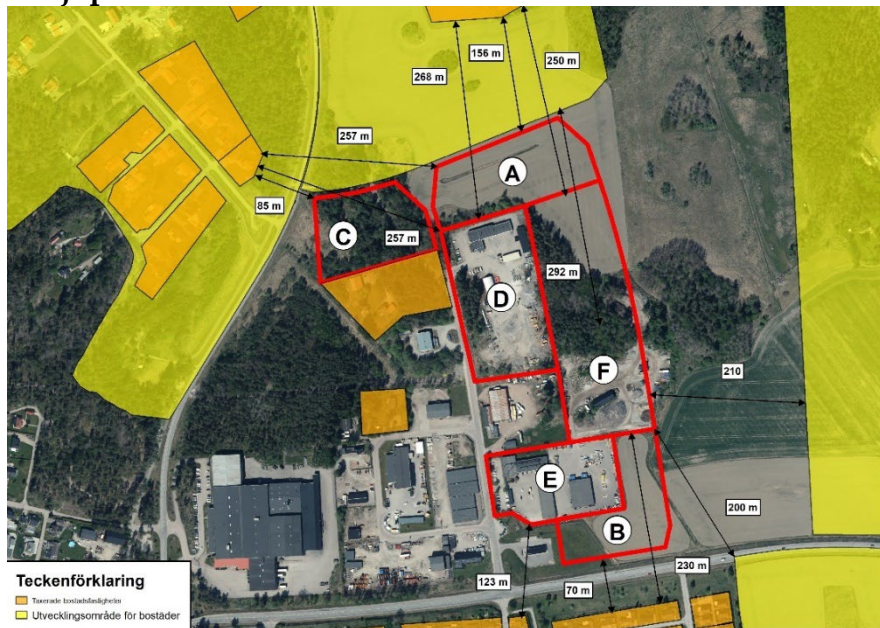 156 m
250 m
268 m
257 m
A
85 m
C
257 m
292 m
D
F
210
E
B
200 m
230 m
123 m
70 m
Teckenförklaring
Taxerade bostadsfastigheter
Utvecklingsområde för bostäder